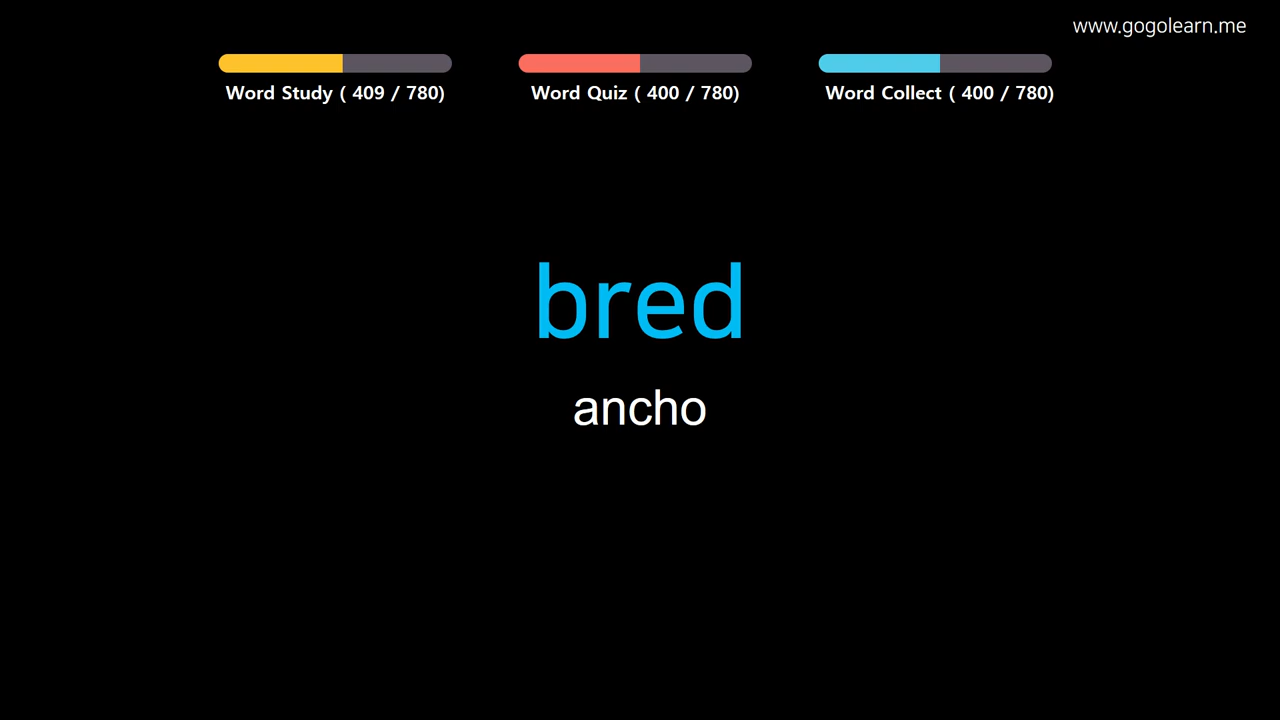 www.gogolearn.me
Word Study ( 409 / 780)
Word Quiz ( 400 / 780)
Word Collect ( 400 / 780)
bred
ancho